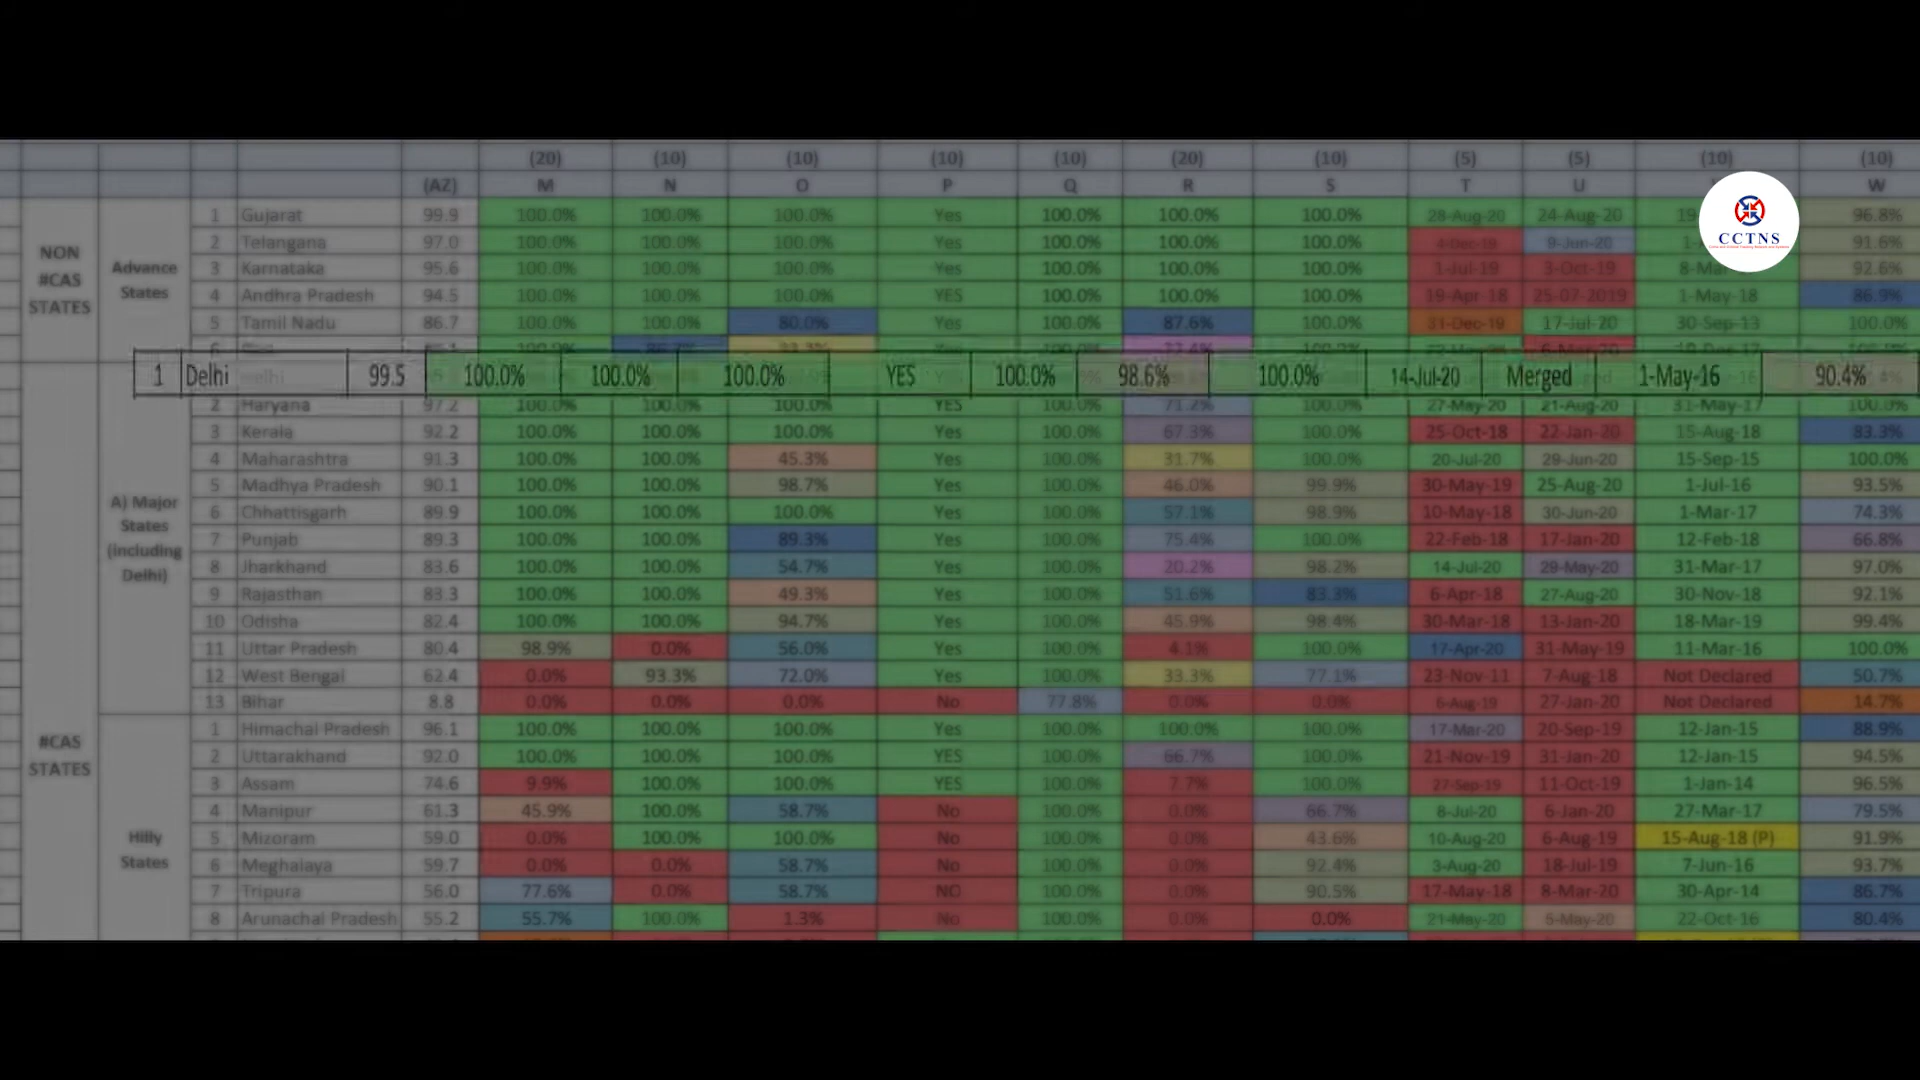 (20) (10) (10) (10) (10) (20) (10) (5) (5) (10) (10)
(AZ) M N O P Q R S T U W
NON #CAS STATES
Advance States
1 Gujarat 99.9 100.0% 100.0% 100.0% Yes 100.0% 100.0% 100.0% 28-Aug-20 24-Aug-20 96.8%
2 Telangana 97.0 100.0% 100.0% 100.0% Yes 100.0% 100.0% 100.0% 4-Dec-19 9-Jun-20 91.6%
3 Karnataka 95.6 100.0% 100.0% 100.0% Yes 100.0% 100.0% 100.0% 1-Jul-19 3-Oct-19 92.6%
4 Andhra Pradesh 94.5 100.0% 100.0% 100.0% YES 100.0% 100.0% 100.0% 19-Apr-18 25-07-2019 1-May-18 86.9%
5 Tamil Nadu 86.7 100.0% 100.0% 80.0% Yes 100.0% 87.6% 100.0% 31-Dec-19 17-Jul-20 30-Sep-13 100.0%
CCTNS
1 Delhi 99.5 100.0% 100.0% 100.0% YES 100.0% 98.6% 100.0% 14-Jul-20 Merged 1-May-16 90.4%
#CAS STATES
A) Major States (including Delhi)
2 Haryana 97.2 100.0% 100.0% 100.0% YES 100.0% 71.2% 100.0% 27-May-20 21-Aug-20 31-May-17 100.0%
3 Kerala 92.2 100.0% 100.0% 100.0% Yes 100.0% 67.3% 100.0% 25-Oct-18 22-Jan-20 15-Aug-18 83.3%
4 Maharashtra 91.3 100.0% 100.0% 45.3% Yes 100.0% 31.7% 100.0% 20-Jul-20 29-Jun-20 15-Sep-15 100.0%
5 Madhya Pradesh 90.1 100.0% 100.0% 98.7% Yes 100.0% 46.0% 99.9% 30-May-19 25-Aug-20 1-Jul-16 93.5%
6 Chhattisgarh 89.9 100.0% 100.0% 100.0% Yes 100.0% 57.1% 98.9% 10-May-18 30-Jun-20 1-Mar-17 74.3%
7 Punjab 89.3 100.0% 100.0% 89.3% Yes 100.0% 75.4% 100.0% 22-Feb-18 17-Jan-20 12-Feb-18 66.8%
8 Jharkhand 83.6 100.0% 100.0% 54.7% Yes 100.0% 20.2% 98.2% 14-Jul-20 29-May-20 31-Mar-17 97.0%
9 Rajasthan 83.3 100.0% 100.0% 49.3% Yes 100.0% 51.6% 83.3% 6-Apr-18 27-Aug-20 30-Nov-18 92.1%
10 Odisha 82.4 100.0% 100.0% 94.7% Yes 100.0% 45.9% 98.4% 30-Mar-18 13-Jan-20 18-Mar-19 99.4%
11 Uttar Pradesh 80.4 98.9% 0.0% 56.0% Yes 100.0% 4.1% 100.0% 17-Apr-20 31-May-19 11-Mar-16 100.0%
12 West Bengal 62.4 0.0% 93.3% 72.0% Yes 100.0% 33.3% 77.1% 23-Nov-11 7-Aug-18 Not Declared 50.7%
13 Bihar 8.8 0.0% 0.0% 0.0% No 77.8% 0.0% 0.0% 6-Aug-19 27-Jan-20 Not Declared 14.7%
Hilly States
1 Himachal Pradesh 96.1 100.0% 100.0% 100.0% Yes 100.0% 100.0% 100.0% 17-Mar-20 20-Sep-19 12-Jan-15 88.9%
2 Uttarakhand 92.0 100.0% 100.0% 100.0% YES 100.0% 66.7% 100.0% 21-Nov-19 31-Jan-20 12-Jan-15 94.5%
3 Assam 74.6 9.9% 100.0% 100.0% YES 100.0% 7.7% 100.0% 27-Sep-19 11-Oct-19 1-Jan-14 96.5%
4 Manipur 61.3 45.9% 100.0% 58.7% No 100.0% 0.0% 66.7% 8-Jul-20 6-Jan-20 27-Mar-17 79.5%
5 Mizoram 59.0 0.0% 100.0% 100.0% No 100.0% 0.0% 43.6% 10-Aug-20 6-Aug-19 15-Aug-18 (P) 91.9%
6 Meghalaya 59.7 0.0% 0.0% 58.7% No 100.0% 0.0% 92.4% 3-Aug-20 18-Jul-19 7-Jun-16 93.7%
7 Tripura 56.0 77.6% 0.0% 58.7% NO 100.0% 0.0% 90.5% 17-May-18 8-Mar-20 30-Apr-14 86.7%
8 Arunachal Pradesh 55.2 55.7% 100.0% 1.3% No 100.0% 0.0% 0.0% 21-May-20 5-May-20 22-Oct-16 80.4%